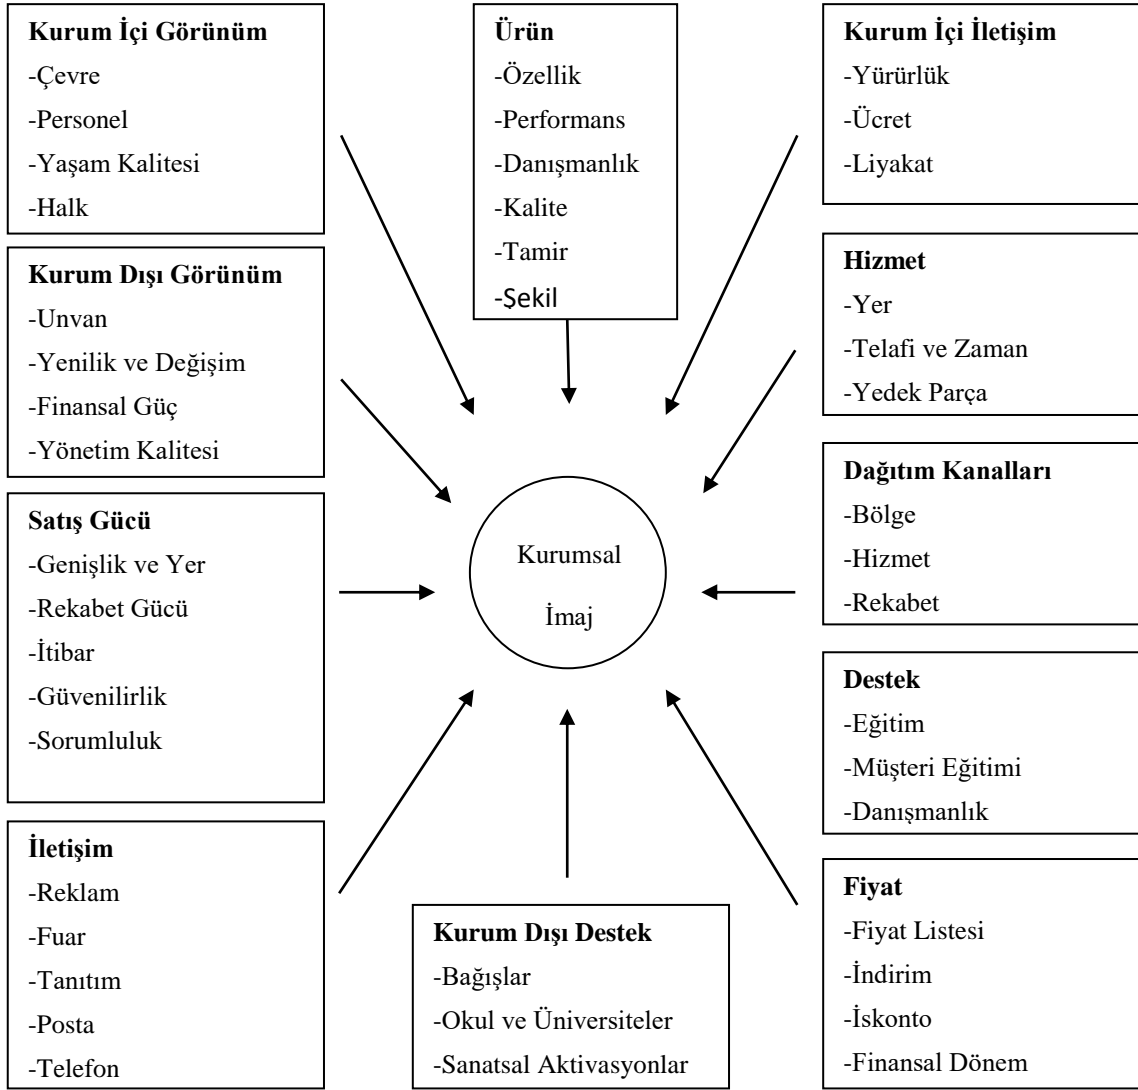 Kurum İçi Görünüm
-Çevre
-Personel
-Yaşam Kalitesi
-Halk
Kurum Dışı Görünüm
-Unvan
-Yenilik ve Değişim
-Finansal Güç
-Yönetim Kalitesi
Satış Gücü
-Genişlik ve Yer
-Rekabet Gücü
-İtibar
-Güvenilirlik
-Sorumluluk
İletişim
-Reklam
-Fuar
-Tanıtım
-Posta
-Telefon
Ürün
-Özellik
-Performans
-Danışmanlık
-Kalite
-Tamir
-Şekil
Kurumsal
İmaj
Kurum Dışı Destek
-Bağışlar
-Okul ve Üniversiteler
-Sanatsal Aktivasyonlar
Kurum İçi İletişim
-Yürürlük
-Ücret
-Liyakat
Hizmet
-Yer
-Telafi ve Zaman
-Yedek Parça
Dağıtım Kanalları
-Bölge
-Hizmet
-Rekabet
Destek
-Eğitim
-Müşteri Eğitimi
-Danışmanlık
Fiyat
-Fiyat Listesi
-İndirim
-İskonto
-Finansal Dönem